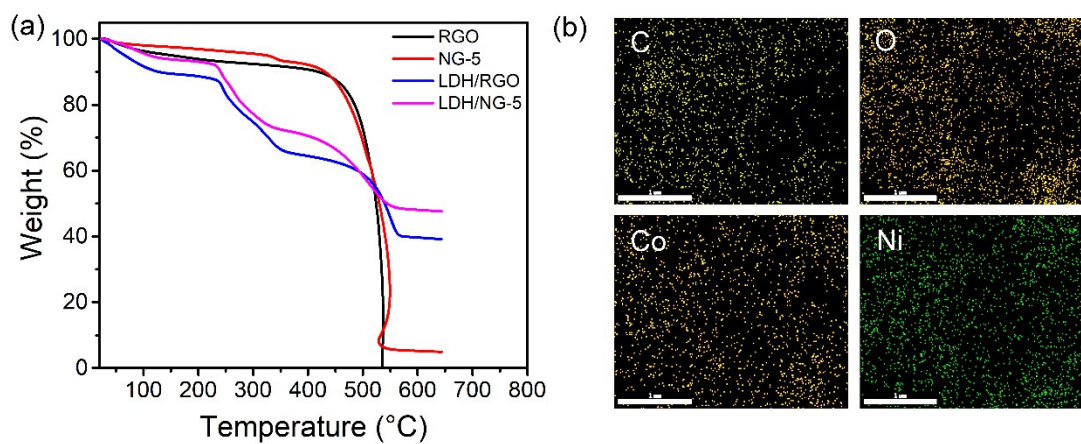 (a)
RGO
NG-5
LDH/RGO
LDH/NG-5
Weight (%)
100
80
60
40
20
0
100 200 300 400 500 600 700 800
Temperature (°C)
(b)
C
O
Co
Ni